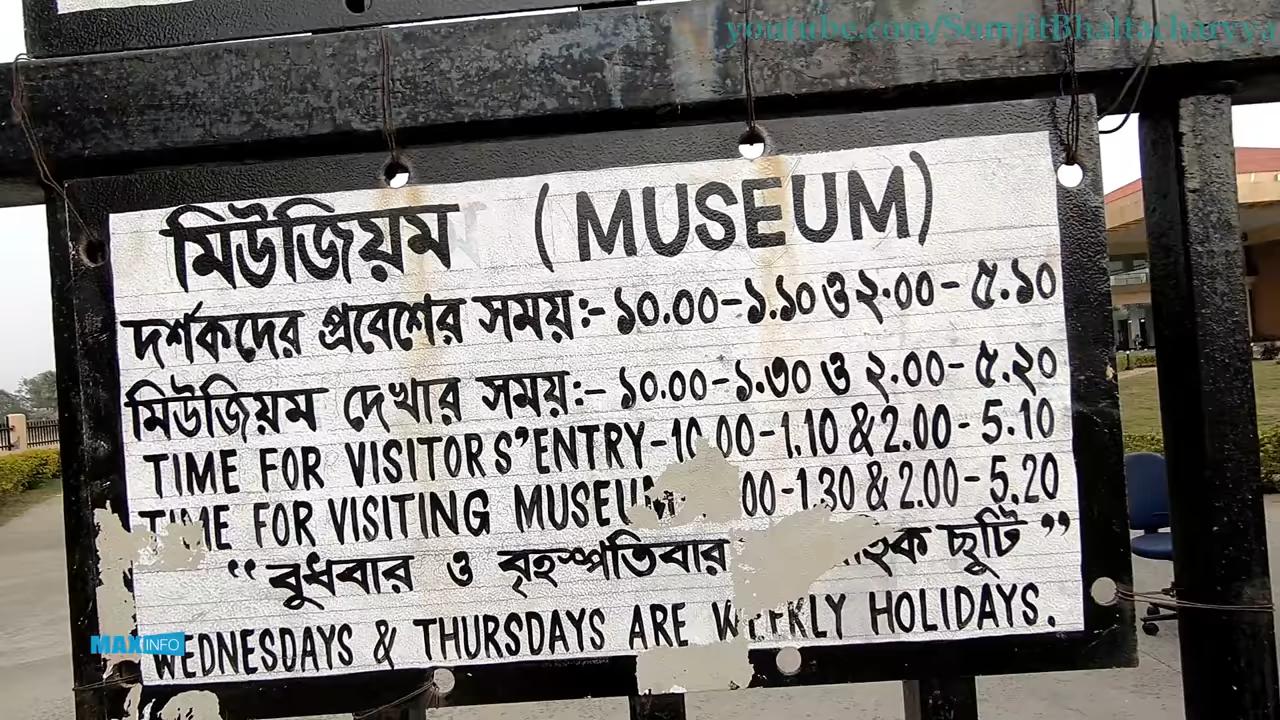 youtube.com/SomjitBhattacharyya
মিউজিয়ম (MUSEUM)
দর্শকদের প্রবেশের সময়:- ১০.০০-১.১০ ও ২.০০- ৫.১০
মিউজিয়ম দেখার সময়:- ১০.০০-১.৩০ ও ২.০০- ৫.২০
TIME FOR VISITORS' ENTRY-10.00-1.10 & 2.00 - 5.10
TIME FOR VISITING 00-1.30 & 2.00-5.20
"বুধবার ও বৃহস্পতিবার ছুটি"
WEDNESDAYS & THURSDAYS ARE WEEKLY HOLIDAYS.
MAXINFO